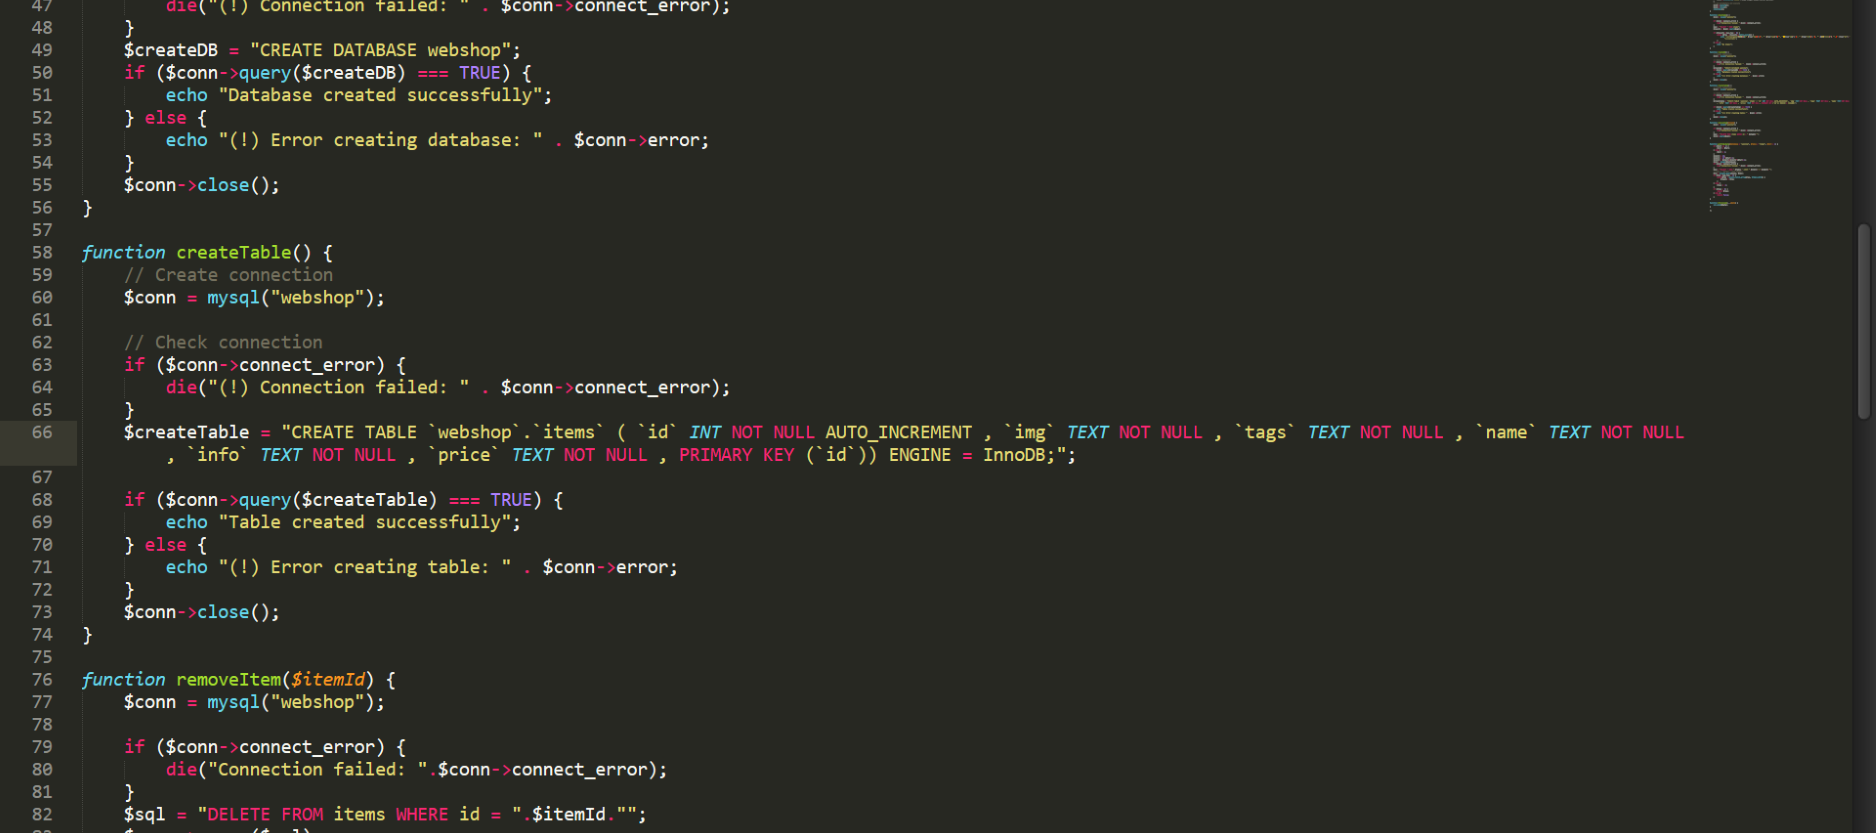 47 die("(!) Connection failed: " . $conn->connect_error);
48 }
49 $createDB = "CREATE DATABASE webshop";
50 if ($conn->query($createDB) === TRUE) {
51 echo "Database created successfully";
52 } else {
53 echo "(!) Error creating database: " . $conn->error;
54 }
55 $conn->close();
56 }
57
58 function createTable() {
59 // Create connection
60 $conn = mysql("webshop");
61
62 // Check connection
63 if ($conn->connect_error) {
64 die("(!) Connection failed: " . $conn->connect_error);
65 }
66 $createTable = "CREATE TABLE `webshop`.`items` ( `id` INT NOT NULL AUTO_INCREMENT , `img` TEXT NOT NULL , `tags` TEXT NOT NULL , `name` TEXT NOT NULL
, `info` TEXT NOT NULL , `price` TEXT NOT NULL , PRIMARY KEY (`id`)) ENGINE = InnoDB;";
67
68 if ($conn->query($createTable) === TRUE) {
69 echo "Table created successfully";
70 } else {
71 echo "(!) Error creating table: " . $conn->error;
72 }
73 $conn->close();
74 }
75
76 function removeItem($itemId) {
77 $conn = mysql("webshop");
78
79 if ($conn->connect_error) {
80 die("Connection failed: ".$conn->connect_error);
81 }
82 $sql = "DELETE FROM items WHERE id = ".$itemId."";